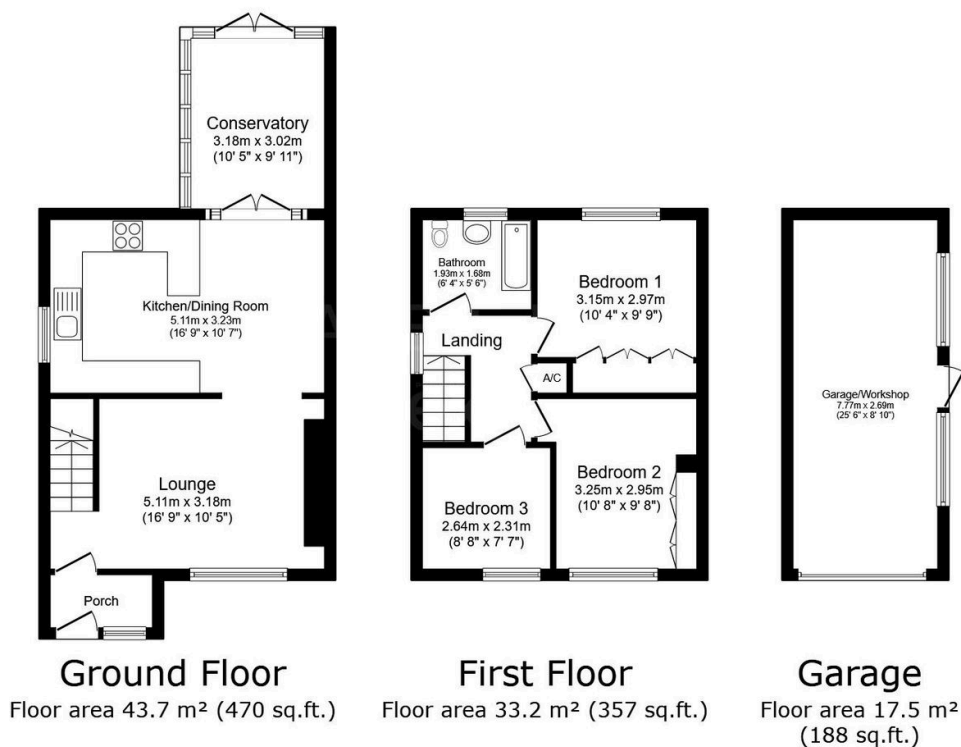 Conservatory
3.18m x 3.02m
(10' 5" x 9' 11")
Kitchen/Dining Room
5.11m x 3.23m
(16' 9" x 10' 7")
Lounge
5.11m x 3.18m
(16' 9" x 10' 5")
Porch
Ground Floor
Floor area 43.7 m² (470 sq.ft.)
Bathroom
1.93m x 1.68m
(6' 4" x 5' 6")
Bedroom 1
3.15m x 2.97m
(10' 4" x 9' 9")
Landing
A/C
Bedroom 2
3.25m x 2.95m
(10' 8" x 9' 8")
Bedroom 3
2.64m x 2.31m
(8' 8" x 7' 7")
First Floor
Floor area 33.2 m² (357 sq.ft.)
Garage/Workshop
7.77m x 2.69m
(25' 6" x 8' 10")
Garage
Floor area 17.5 m²
(188 sq.ft.)